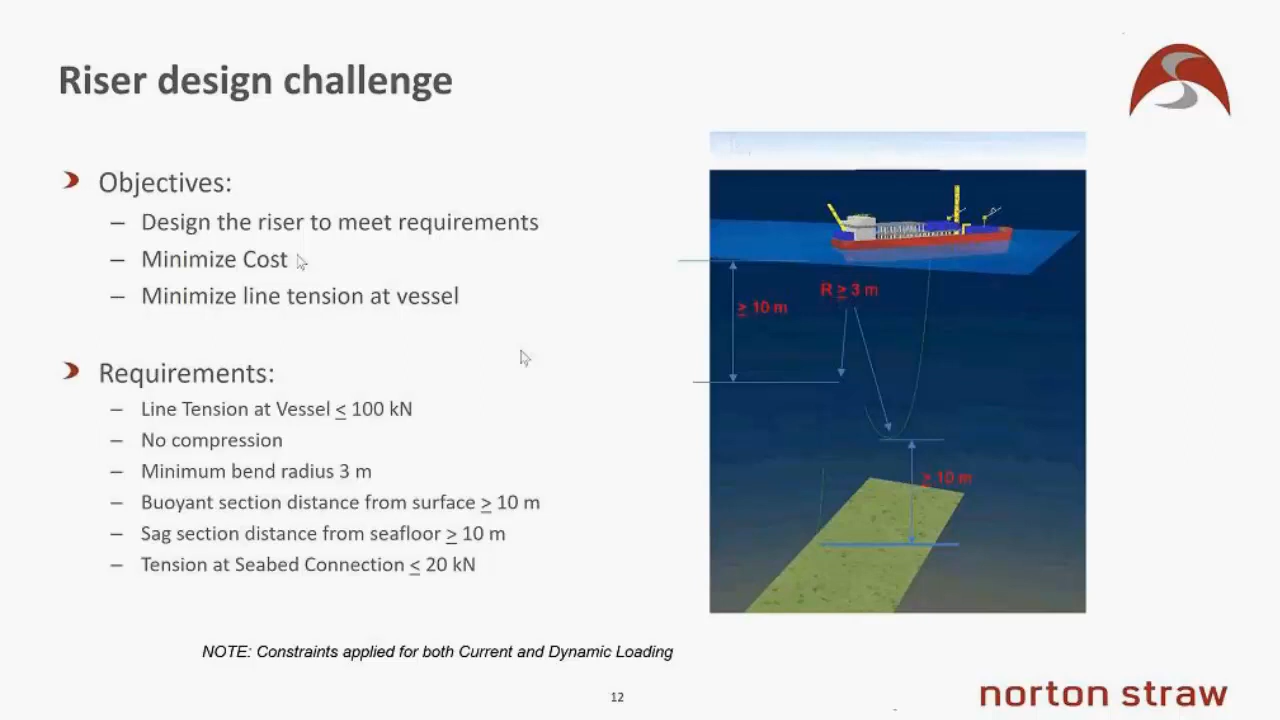 Riser design challenge
Objectives:
– Design the riser to meet requirements
– Minimize Cost
– Minimize line tension at vessel
Requirements:
– Line Tension at Vessel ≤ 100 kN
– No compression
– Minimum bend radius 3 m
– Buoyant section distance from surface ≥ 10 m
– Sag section distance from seafloor ≥ 10 m
– Tension at Seabed Connection ≤ 20 kN
R ≥ 3 m
≥ 10 m
≥ 10 m
NOTE: Constraints applied for both Current and Dynamic Loading
12
norton straw